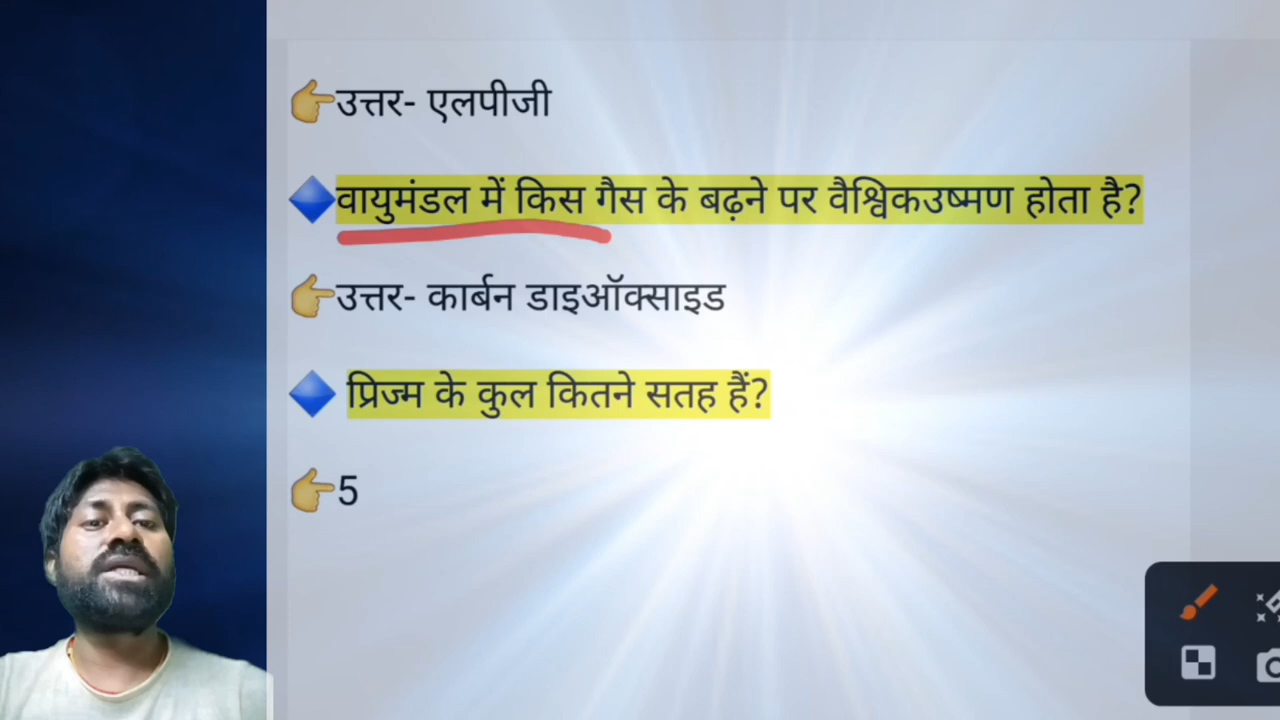 👉उत्तर- एलपीजी
🔷वायुमंडल में किस गैस के बढ़ने पर वैश्विकउष्मण होता है?
👉उत्तर- कार्बन डाइऑक्साइड
🔷 प्रिज्म के कुल कितने सतह हैं?
👉5